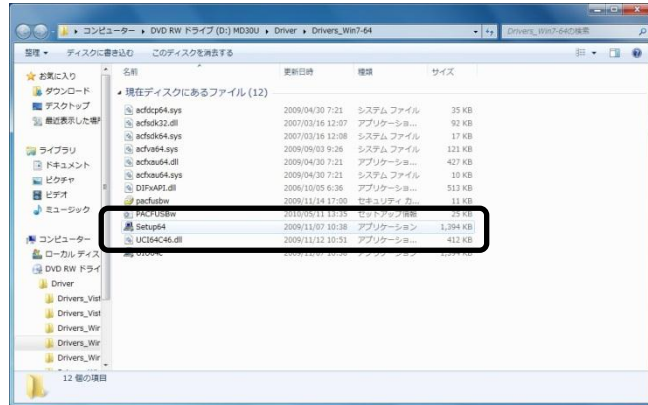 コンピューター ▸ DVD RW ドライブ (D:) MD30U ▸ Driver ▸ Drivers_Win7-64
Drivers_Win7-64の検索
整理 ディスクに書き込む このディスクを消去する
お気に入り
ダウンロード
デスクトップ
最近表示した場
ライブラリ
ドキュメント
ピクチャ
ビデオ
ミュージック
コンピューター
ローカル ディス
DVD RW ドライ
Driver
Drivers_Vist
Drivers_Vist
Drivers_Wir
Drivers_Wir
Drivers_Wir
名前 更新日時 種類 サイズ
現在ディスクにあるファイル (12)
acfdcp64.sys 2009/04/30 7:21 システム ファイル 35 KB
acfsdk32.dll 2007/03/16 12:07 アプリケーショ... 92 KB
acfsdk64.sys 2007/03/16 12:08 システム ファイル 17 KB
acfva64.sys 2009/09/03 9:26 システム ファイル 121 KB
acfxau64.dll 2009/04/30 7:21 アプリケーショ... 427 KB
acfxau64.sys 2009/04/30 7:21 システム ファイル 10 KB
DIFxAPI.dll 2006/10/05 6:36 アプリケーショ... 513 KB
pacfusbw 2009/11/14 17:00 セキュリティ カ... 11 KB
PACFUSBw 2010/05/11 13:35 セットアップ情報 25 KB
Setup64 2009/11/07 10:38 アプリケーション 1,394 KB
UCI64C46.dll 2009/11/12 10:51 アプリケーショ... 412 KB
12 個の項目